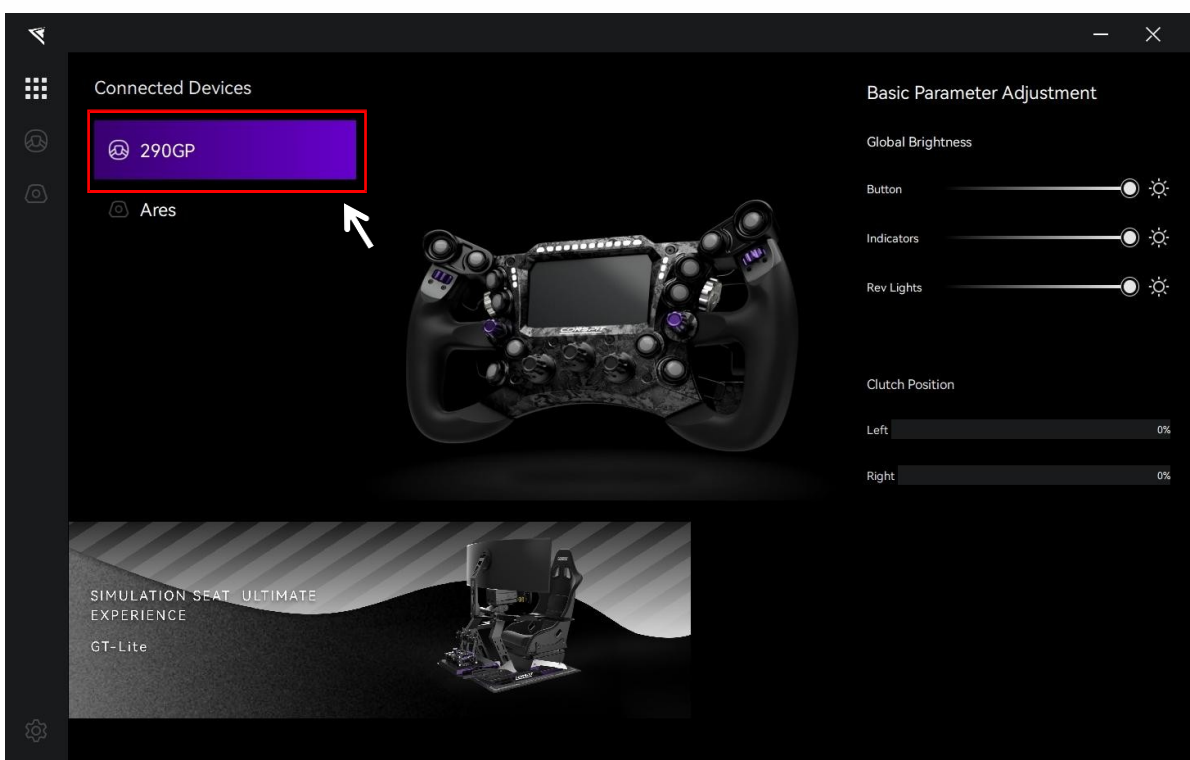 Connected Devices
290GP
Ares
Basic Parameter Adjustment
Global Brightness
Button
Indicators
Rev Lights
Clutch Position
Left 0%
Right 0%
SIMULATION SEAT ULTIMATE
EXPERIENCE
GT-Lite